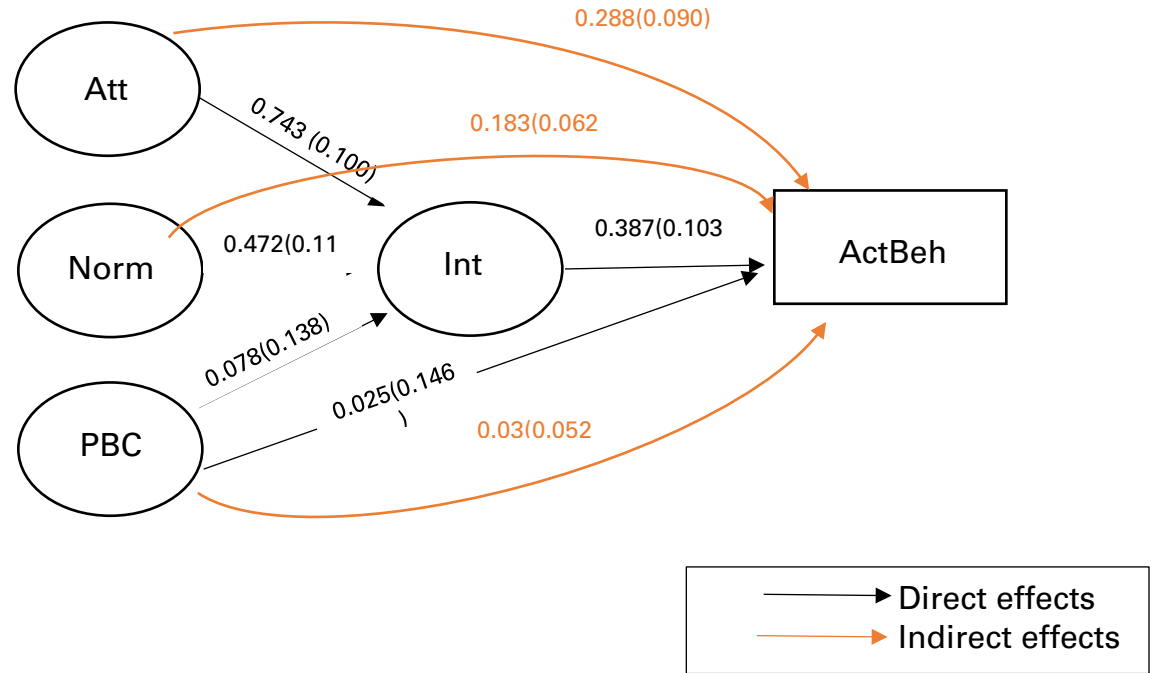 0.288(0.090)
Att
0.743 (0.100)
0.183(0.062
Norm
0.472(0.11
Int
0.387(0.103
ActBeh
0.078(0.138)
PBC
0.025(0.146
)
0.03(0.052
Direct effects
Indirect effects